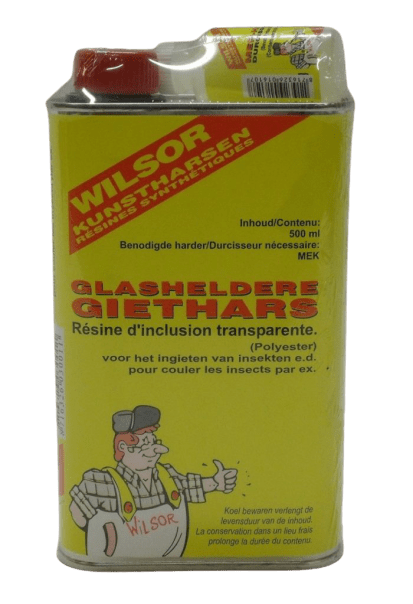 WILSOR
KUNSTHARSEN
RÉSINES SYNTHÉTIQUES
Inhoud/Contenu:
500 ml
Benodigde harder/Durcisseur nécessaire:
MEK
GLASHELDERE
GIETHARS
Résine d'inclusion transparente.
(Polyester)
voor het ingieten van insekten e.d.
pour couler les insects par ex.
WiLSOR
Koel bewaren verlengt de
levensduur van de inhoud.
La conservation dans un lieu frais
prolonge la durée du contenu.